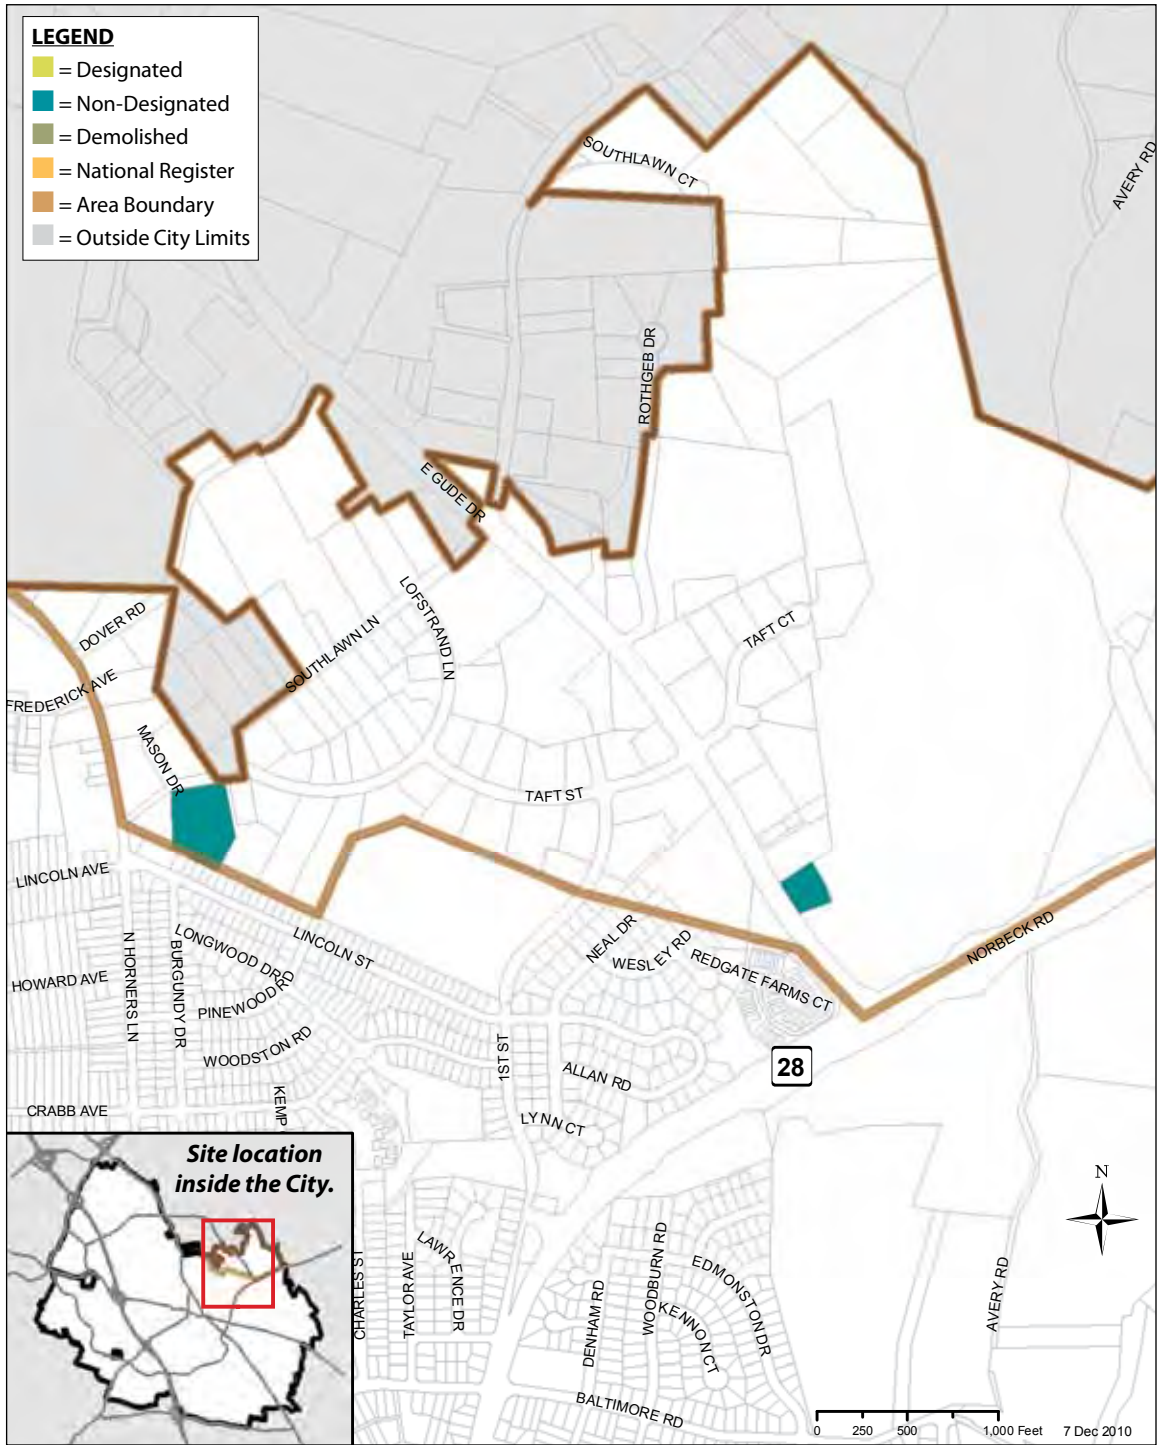 LEGEND
= Designated
= Non-Designated
= Demolished
= National Register
= Area Boundary
= Outside City Limits
SOUTHLAWN CT
AVERY RD
ROTHGEB DR
E GUDE DR
LOFSTRAND LN
SOUTHLAWN LN
DOVER RD
FREDERICK AVE
MASON DR
TAFT CT
TAFT ST
LINCOLN AVE
LINCOLN ST
N HORNERS LN
BURGUNDY DR
LONGWOOD DR
PINEWOOD RD
HOWARD AVE
WOODSTON RD
CRABB AVE
KEMP
NEAL DR
WESLEY RD
REDGATE FARMS CT
NORBECK RD
28
1ST ST
ALLAN RD
LYNN CT
Site location
inside the City.
N
CHARLES ST
TAYLOR AVE
LAWRENCE DR
DENHAM RD
WOODBURN RD
KENNON CT
EDMONSTON DR
AVERY RD
BALTIMORE RD
0 250 500 1,000 Feet
7 Dec 2010